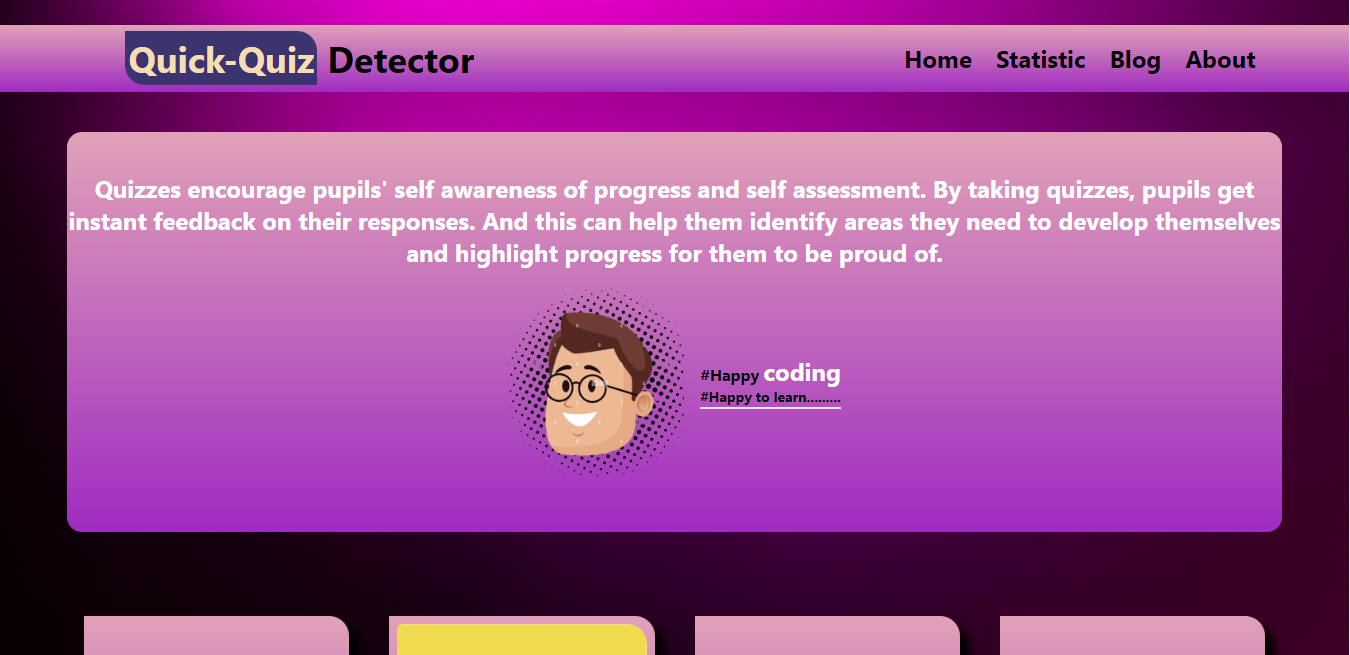 Quick-Quiz Detector
Home Statistic Blog About
Quizzes encourage pupils' self awareness of progress and self assessment. By taking quizzes, pupils get
instant feedback on their responses. And this can help them identify areas they need to develop themselves
and highlight progress for them to be proud of.
#Happy coding
#Happy to learn.........